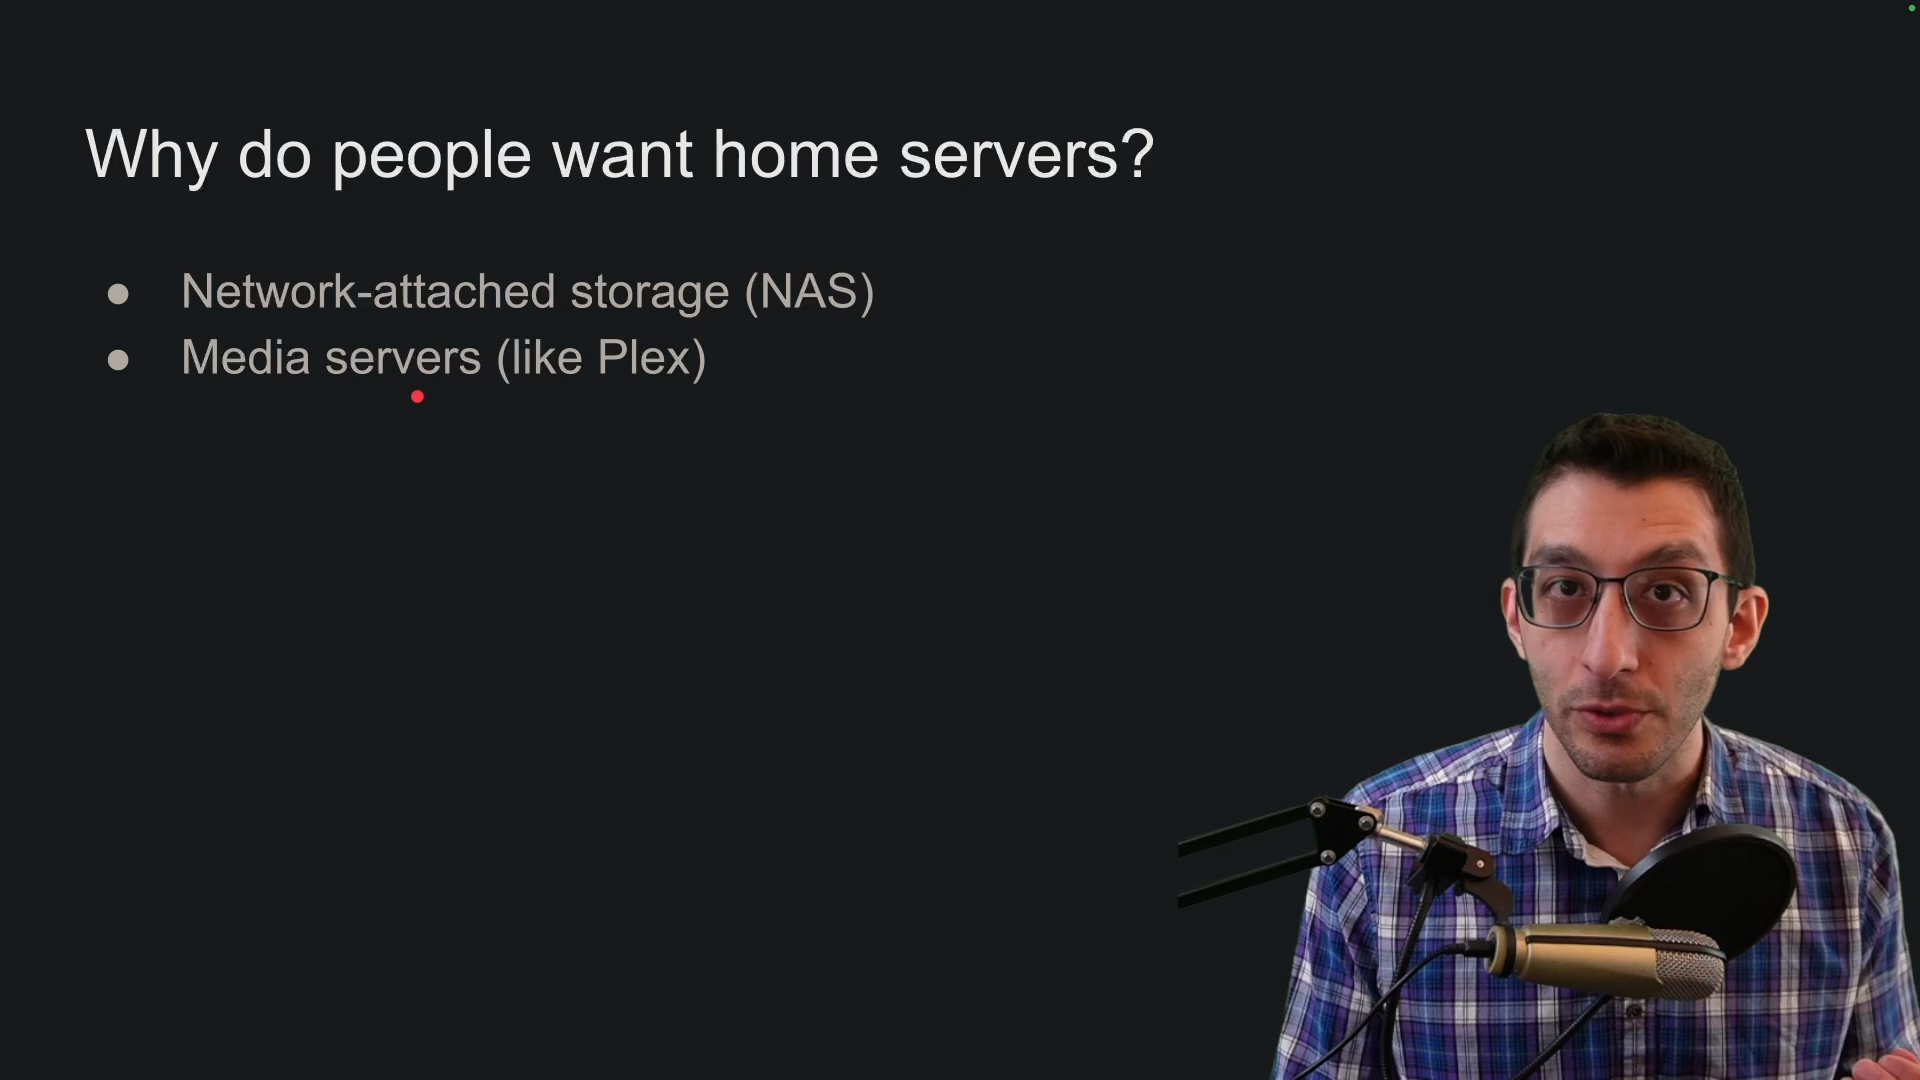 Why do people want home servers?
● Network-attached storage (NAS)
● Media servers (like Plex)